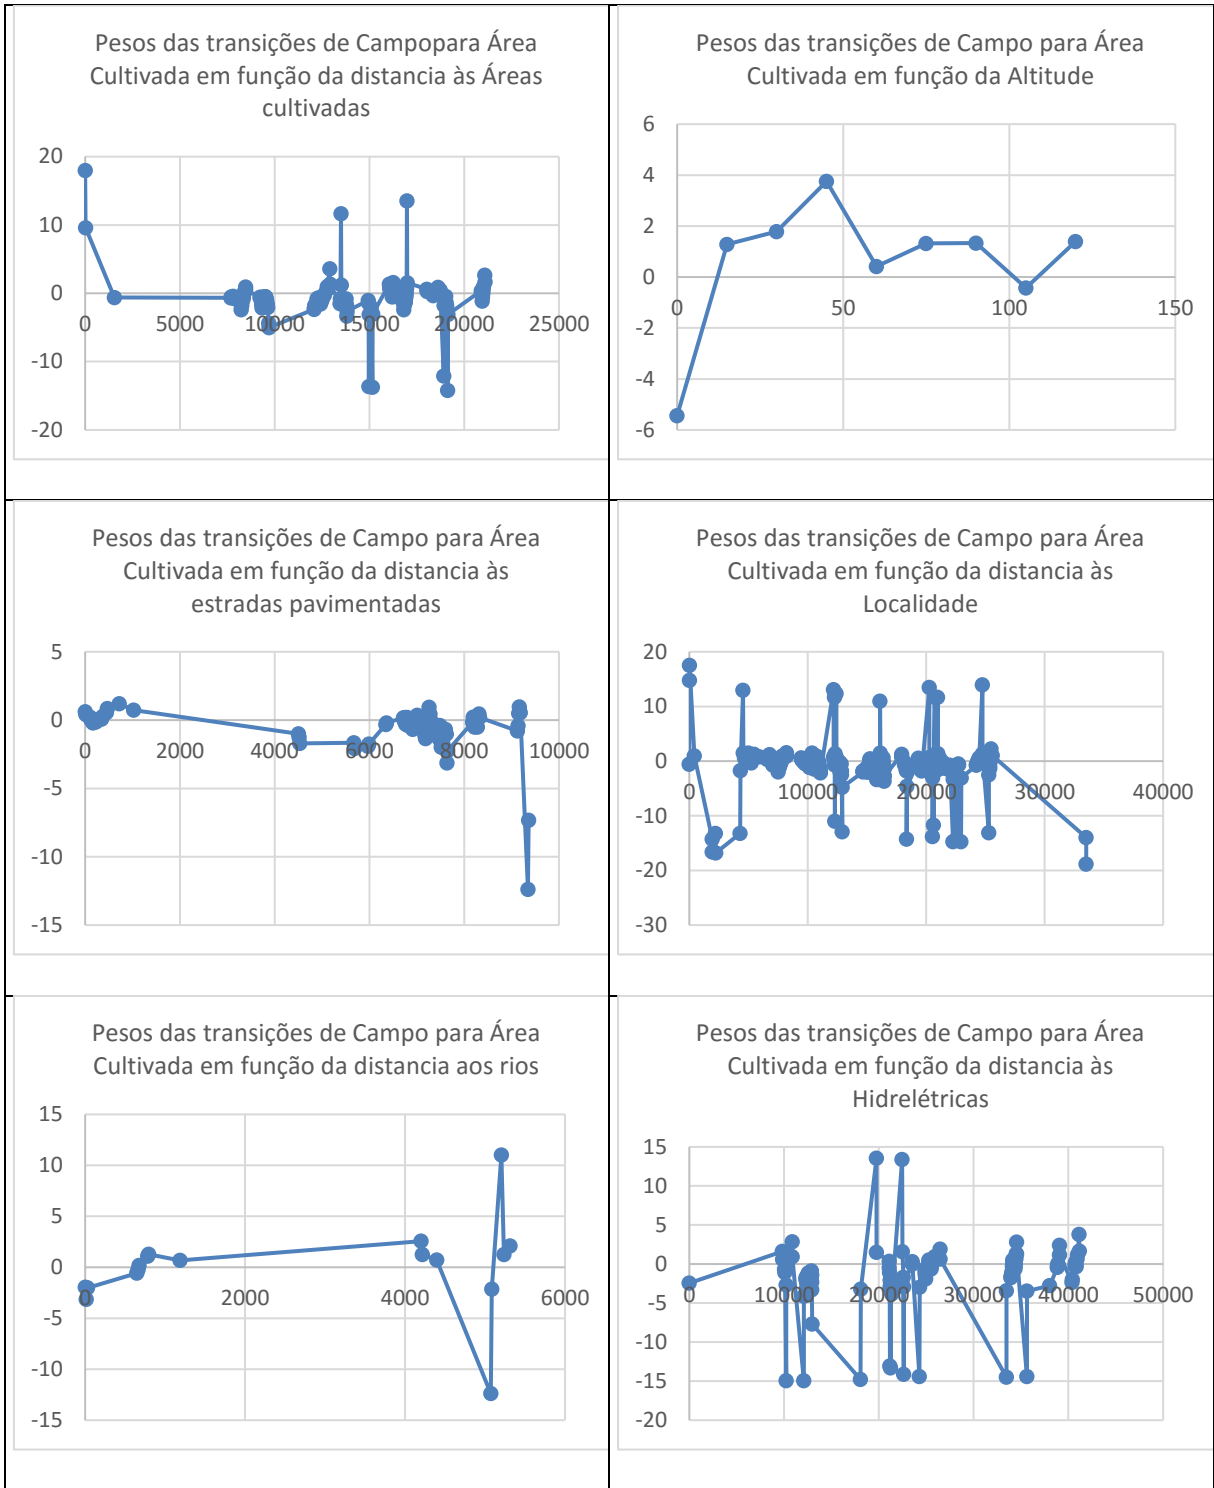 Pesos das transições de Campopara Área
Cultivada em função da distancia às Áreas
cultivadas
20
10
0
-10
-20
0 5000 10000 15000 20000 25000
Pesos das transições de Campo para Área
Cultivada em função da Altitude
6
4
2
0
-2
-4
-6
0 50 100 150
Pesos das transições de Campo para Área
Cultivada em função da distancia às
estradas pavimentadas
5
0
-5
-10
-15
0 2000 4000 6000 8000 10000
Pesos das transições de Campo para Área
Cultivada em função da distancia às
Localidade
20
10
0
-10
-20
-30
0 10000 20000 30000 40000
Pesos das transições de Campo para Área
Cultivada em função da distancia aos rios
15
10
5
0
-5
-10
-15
0 2000 4000 6000
Pesos das transições de Campo para Área
Cultivada em função da distancia às
Hidrelétricas
15
10
5
0
-5
-10
-15
-20
0 10000 20000 30000 40000 50000